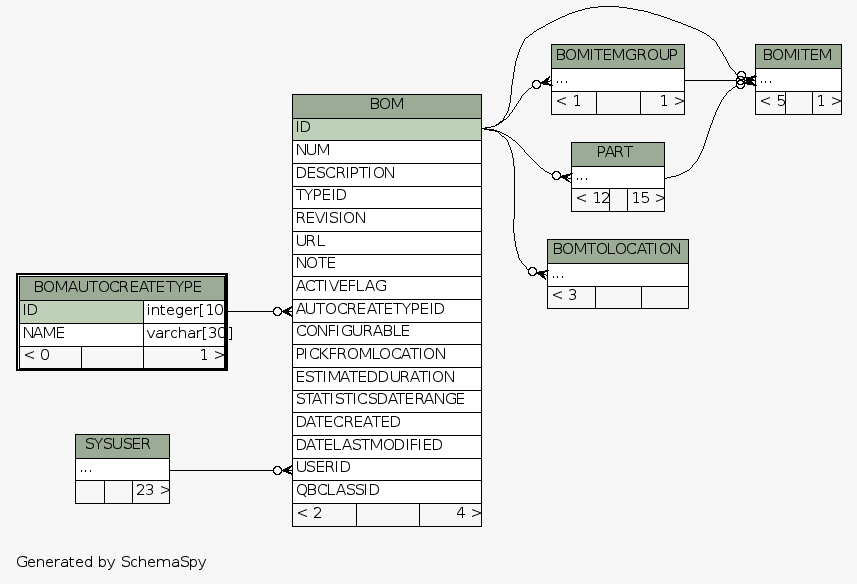 BOMITEMGROUP
...
< 1 1 >
BOMITEM
...
< 5 1 >
BOM
ID
NUM
DESCRIPTION
TYPEID
REVISION
URL
NOTE
ACTIVEFLAG
AUTOCREATETYPEID
CONFIGURABLE
PICKFROMLOCATION
ESTIMATEDDURATION
STATISTICSDATERANGE
DATECREATED
DATELASTMODIFIED
USERID
QBCLASSID
< 2 4 >
PART
...
< 12 15 >
BOMTOLOCATION
...
< 3
BOMAUTOCREATETYPE
ID integer[10
NAME varchar[30]
< 0 1 >
SYSUSER
...
23 >
Generated by SchemaSpy